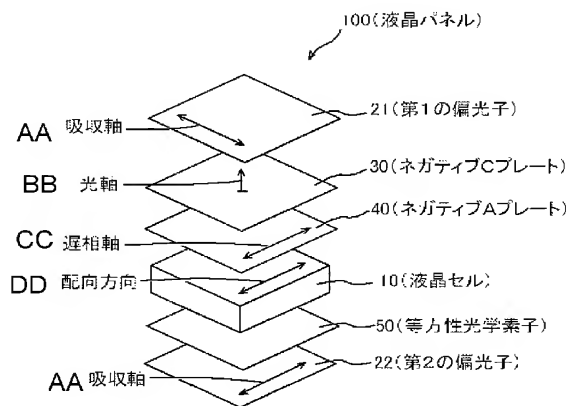 100(液晶パネル)
AA 吸収軸
21(第1の偏光子)
BB 光軸
30(ネガティブCプレート)
CC 遅相軸
40(ネガティブAプレート)
DD 配向方向
10(液晶セル)
50(等方性光学素子)
AA 吸収軸
22(第2の偏光子)